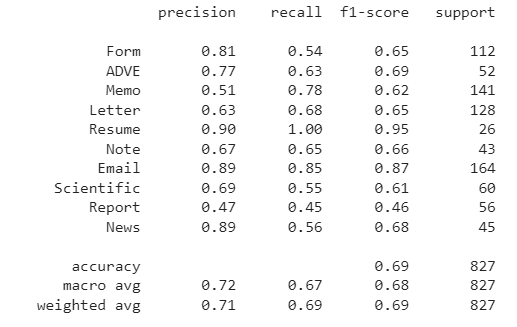 precision recall f1-score support
Form 0.81 0.54 0.65 112
ADVE 0.77 0.63 0.69 52
Memo 0.51 0.78 0.62 141
Letter 0.63 0.68 0.65 128
Resume 0.90 1.00 0.95 26
Note 0.67 0.65 0.66 43
Email 0.89 0.85 0.87 164
Scientific 0.69 0.55 0.61 60
Report 0.47 0.45 0.46 56
News 0.89 0.56 0.68 45
accuracy 0.69 827
macro avg 0.72 0.67 0.68 827
weighted avg 0.71 0.69 0.69 827